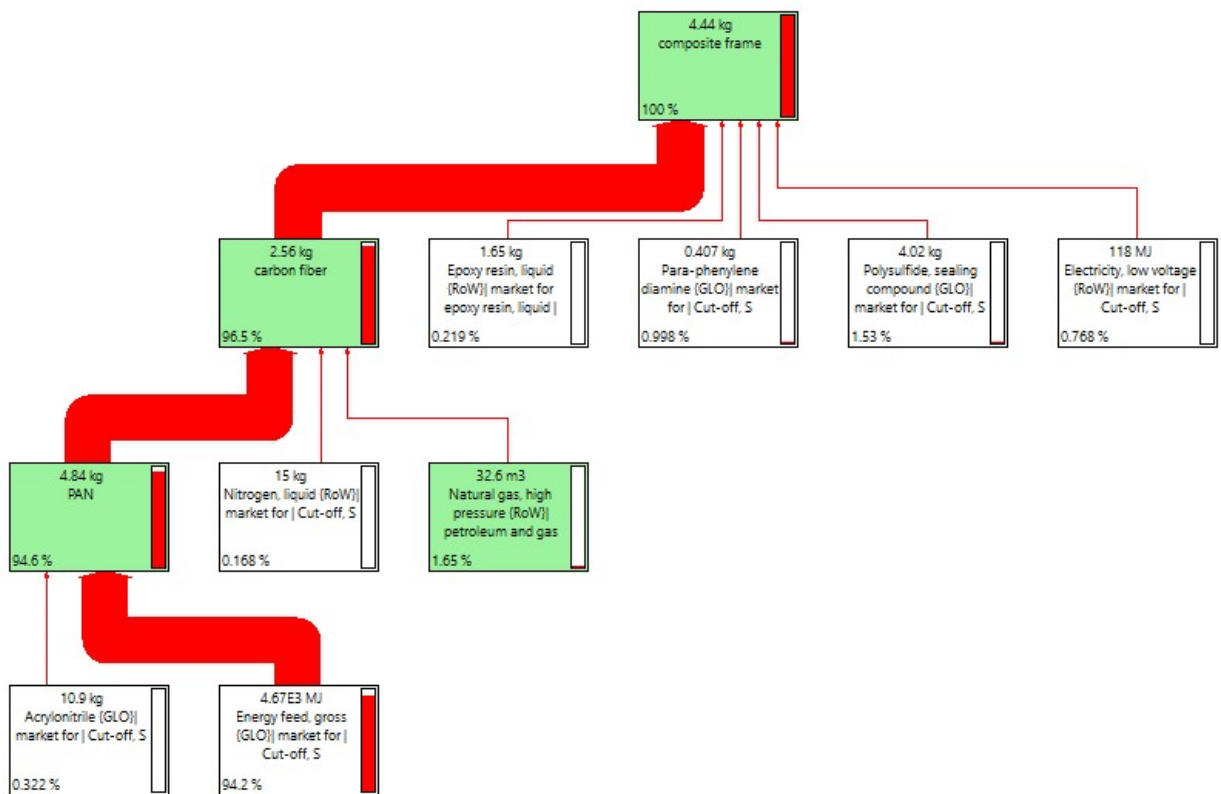 4.44 kg
composite frame
100 %
2.56 kg
carbon fiber
96.5 %
1.65 kg
Epoxy resin, liquid
{RoW}| market for
epoxy resin, liquid |
0.219 %
0.407 kg
Para-phenylene
diamine {GLO}| market
for | Cut-off, S
0.998 %
4.02 kg
Polysulfide, sealing
compound {GLO}|
market for | Cut-off, S
1.53 %
118 MJ
Electricity, low voltage
{RoW}| market for |
Cut-off, S
0.768 %
4.84 kg
PAN
94.6 %
15 kg
Nitrogen, liquid {RoW}|
market for | Cut-off, S
0.168 %
32.6 m3
Natural gas, high
pressure {RoW}|
petroleum and gas
1.65 %
10.9 kg
Acrylonitrile {GLO}|
market for | Cut-off, S
0.322 %
4.67E3 MJ
Energy feed, gross
{GLO}| market for |
Cut-off, S
94.2 %